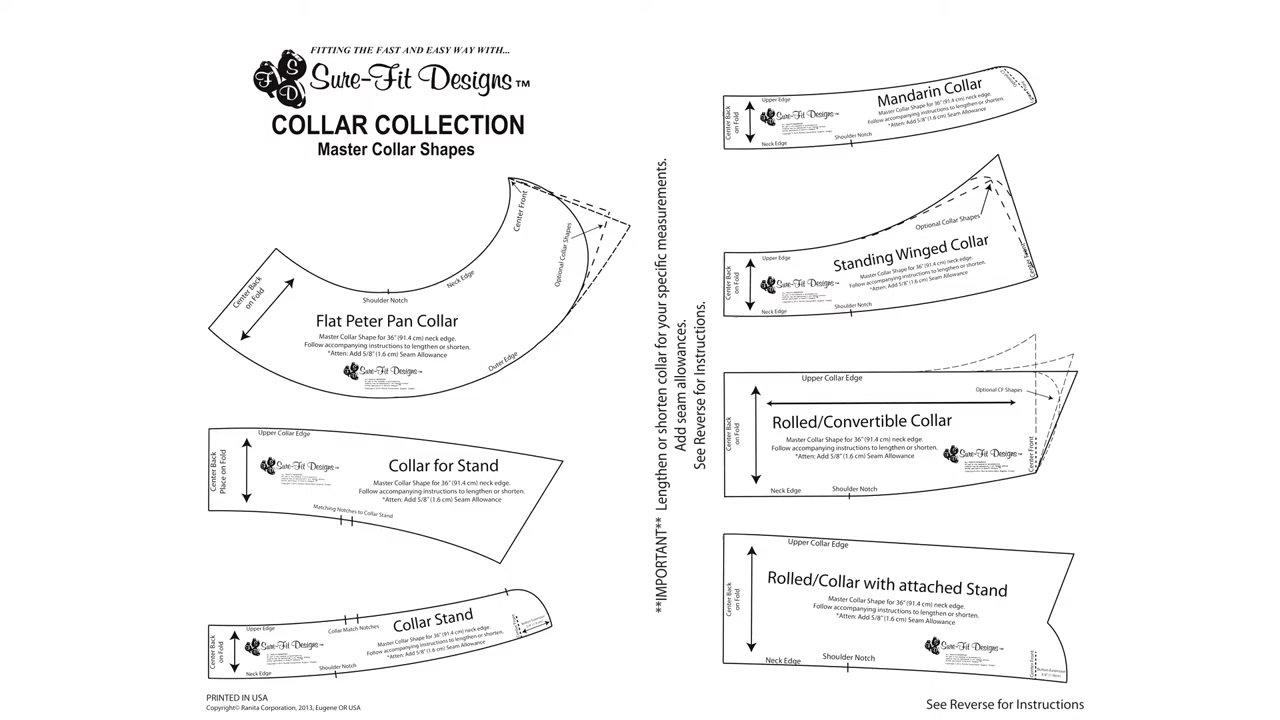 FITTING THE FAST AND EASY WAY WITH...
SFD
Sure-Fit Designs™
COLLAR COLLECTION
Master Collar Shapes
Center Front
Optional Collar Shapes
Center Back
on Fold
Neck Edge
Shoulder Notch
Flat Peter Pan Collar
Master Collar Shape for 36" (91.4 cm) neck edge.
Follow accompanying instructions to lengthen or shorten.
*Atten: Add 5/8" (1.6 cm) Seam Allowance
Outer Edge
Sure-Fit Designs™
Upper Collar Edge
Center Back
Place on Fold
Sure-Fit Designs™
Collar for Stand
Master Collar Shape for 36" (91.4 cm) neck edge.
Follow accompanying instructions to lengthen or shorten.
*Atten: Add 5/8" (1.6 cm) Seam Allowance
Matching Notches to Collar Stand
Upper Edge
Collar Match Notches
Collar Stand
Center Back
on Fold
Sure-Fit Designs™
Master Collar Shape for 36" (91.4 cm) neck edge.
Follow accompanying instructions to lengthen or shorten.
*Atten: Add 5/8" (1.6 cm) Seam Allowance
Neck Edge
Shoulder Notch
PRINTED IN USA
Copyright© Ranita Corporation, 2013, Eugene OR USA
**IMPORTANT** Lengthen or shorten collar for your specific measurements.
Add seam allowances.
See Reverse for Instructions.
Upper Edge
Mandarin Collar
Center Back
on Fold
Sure-Fit Designs™
Master Collar Shape for 36" (91.4 cm) neck edge.
Follow accompanying instructions to lengthen or shorten.
*Atten: Add 5/8" (1.6 cm) Seam Allowance
Neck Edge
Shoulder Notch
Optional Collar Shapes
Upper Edge
Standing Winged Collar
Center Back
on Fold
Sure-Fit Designs™
Master Collar Shape for 36" (91.4 cm) neck edge.
Follow accompanying instructions to lengthen or shorten.
*Atten: Add 5/8" (1.6 cm) Seam Allowance
Center Front
Neck Edge
Shoulder Notch
Upper Collar Edge
Optional CF Shapes
Center Back
on Fold
Rolled/Convertible Collar
Master Collar Shape for 36" (91.4 cm) neck edge.
Follow accompanying instructions to lengthen or shorten.
*Atten: Add 5/8" (1.6 cm) Seam Allowance
Sure-Fit Designs™
Center Front
Neck Edge
Shoulder Notch
Upper Collar Edge
Rolled/Collar with attached Stand
Center Back
on Fold
Master Collar Shape for 36" (91.4 cm) neck edge.
Follow accompanying instructions to lengthen or shorten.
*Atten: Add 5/8" (1.6 cm) Seam Allowance
Sure-Fit Designs™
Neck Edge
Shoulder Notch
Center Front
Button Extension
5/8" (1.6cm)
See Reverse for Instructions